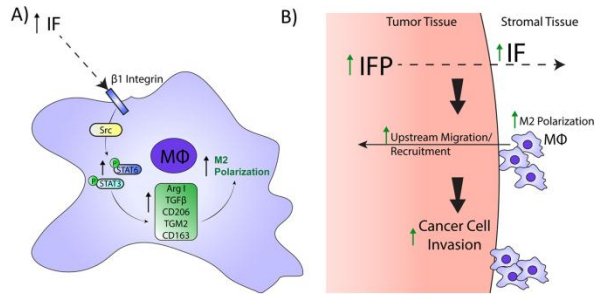 A)
↑ IF
β1 Integrin
Src
P
STAT6
P
↑ STAT3
MΦ
↑ M2
Polarization
↑ Arg I
TGFβ
CD206
TGM2
CD163
B)
Tumor Tissue
Stromal Tissue
↑ IFP
↑ IF
↑ Upstream Migration/
Recruitment
↑ M2 Polarization
MΦ
↑ Cancer Cell
Invasion